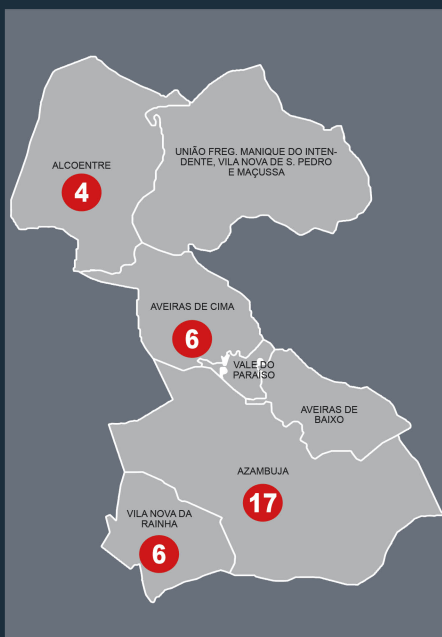 UNIÃO FREG. MANIQUE DO INTEN-
DENTE, VILA NOVA DE S. PEDRO
E MAÇUSSA
ALCOENTRE
4
AVEIRAS DE CIMA
6
VALE DO
PARAÍSO
AVEIRAS DE
BAIXO
AZAMBUJA
17
VILA NOVA DA
RAINHA
6